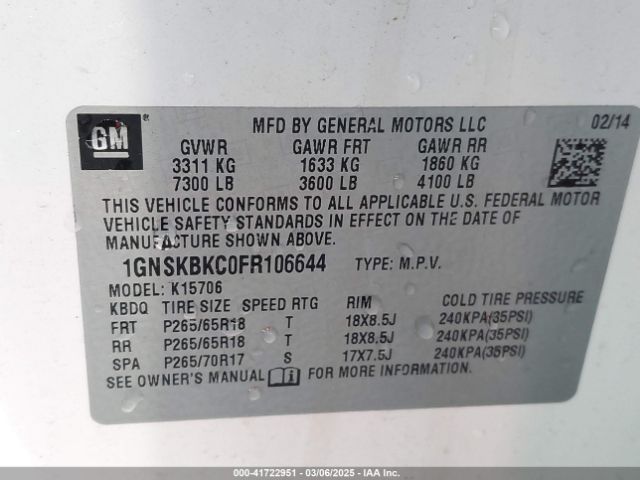 GM ®
MFD BY GENERAL MOTORS LLC 02/14
GVWR GAWR FRT GAWR RR
3311 KG 1633 KG 1860 KG
7300 LB 3600 LB 4100 LB
THIS VEHICLE CONFORMS TO ALL APPLICABLE U.S. FEDERAL MOTOR
VEHICLE SAFETY STANDARDS IN EFFECT ON THE DATE OF
MANUFACTURE SHOWN ABOVE.
1GNSKBKC0FR106644 TYPE: M.P.V.
MODEL: K15706
KBDQ TIRE SIZE SPEED RTG RIM COLD TIRE PRESSURE
FRT P265/65R18 T 18X8.5J 240KPA(35PSI)
RR P265/65R18 T 18X8.5J 240KPA(35PSI)
SPA P265/70R17 S 17X7.5J 240KPA(35PSI)
SEE OWNER'S MANUAL i FOR MORE INFORMATION.
000-41722951 - 03/06/2025 - IAAI.com